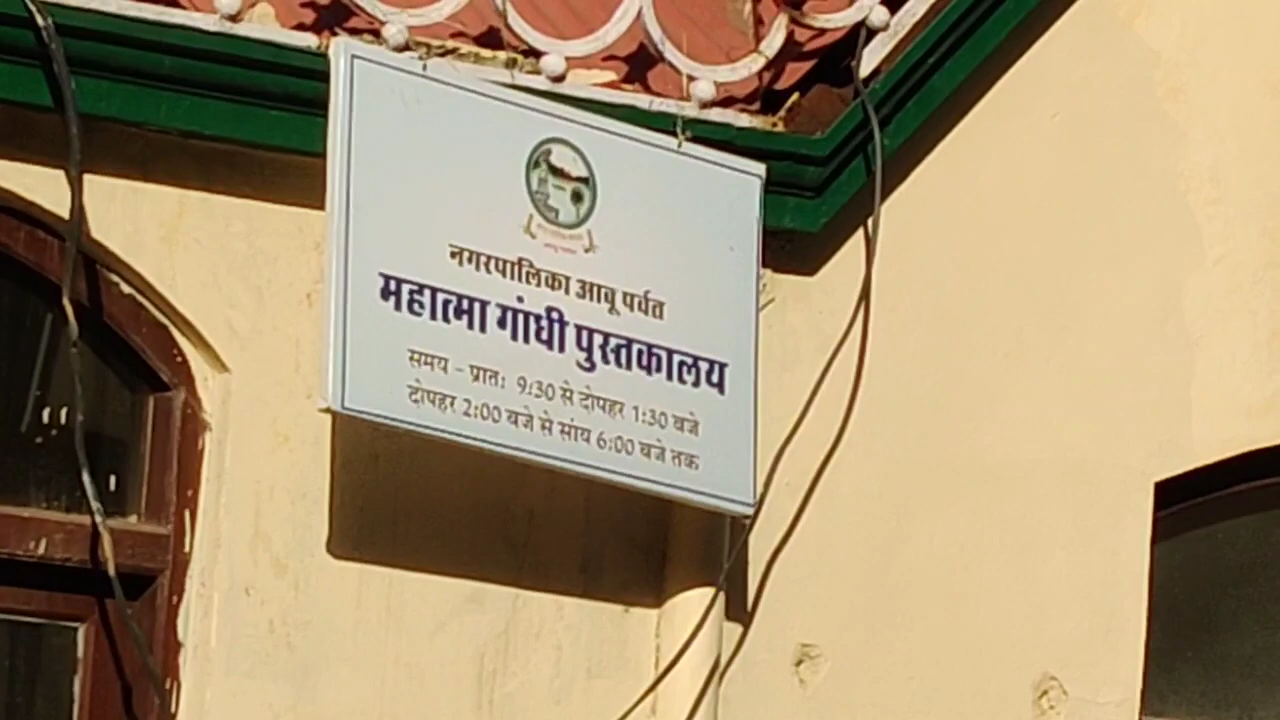 नगरपालिका आबू पर्वत
महात्मा गांधी पुस्तकालय
समय - प्रातः 9:30 से दोपहर 1:30 बजे
दोपहर 2:00 बजे से सांय 6:00 बजे तक